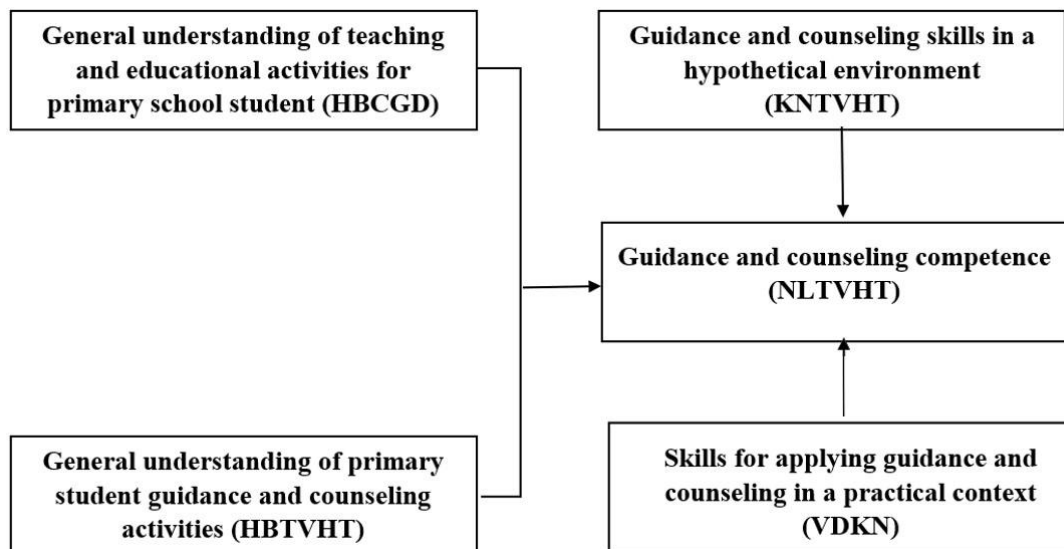 General understanding of teaching
and educational activities for
primary school student (HBCGD)
Guidance and counseling skills in a
hypothetical environment
(KNTVHT)
Guidance and counseling competence
(NLTVHT)
General understanding of primary
student guidance and counseling
activities (HBTVHT)
Skills for applying guidance and
counseling in a practical context
(VDKN)